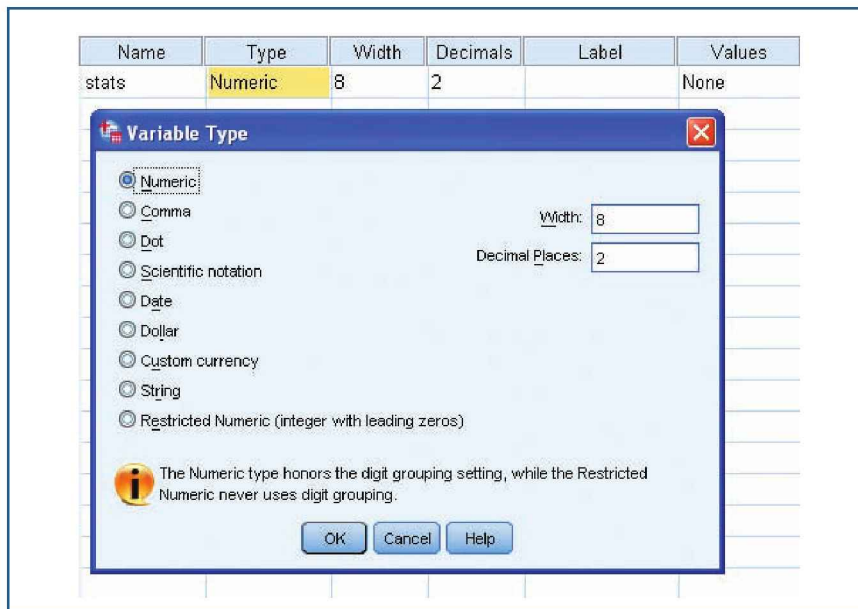 Name Type Width Decimals Label Values
stats Numeric 8 2 None
Variable Type
Numeric
Comma
Width: 8
Dot
Decimal Places: 2
Scientific notation
Date
Dollar
Custom currency
String
Restricted Numeric (integer with leading zeros)
The Numeric type honors the digit grouping setting, while the Restricted
Numeric never uses digit grouping.
OK Cancel Help